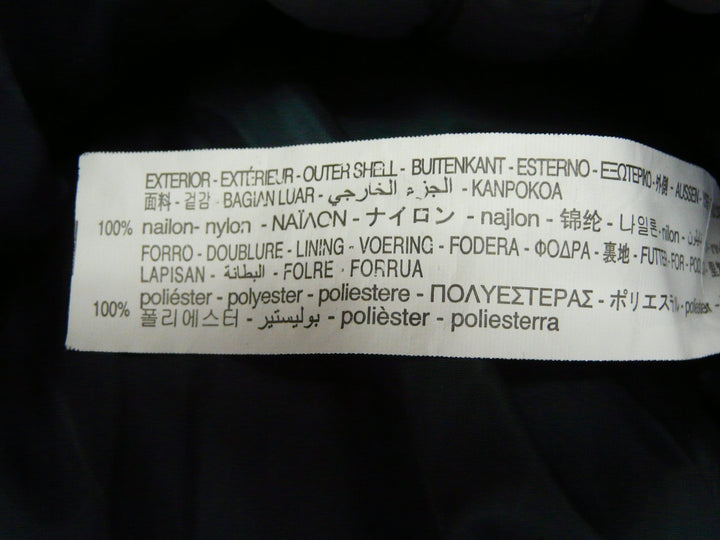 EXTERIOR - EXTÉRIEUR - OUTER SHELL - BUITENKANT - ESTERNO - ΕΞΩΤΕΡΙΚΟ - 外側 - AUSSEN -
面料 - 겉감 - BAGIAN LUAR - الجزء الخارجي - KANPOKOA
100% nailon - nylon - ΝΑΪΛΟΝ - ナイロン - najlon - 锦纶 - 나일론 - nilon -
FORRO - DOUBLURE - LINING - VOERING - FODERA - ΦΟΔΡΑ - 裏地 - FUTTER - FOR -
LAPISAN - البطانة - FOLRE - FORRUA
100% poliéster - polyester - poliestere - ΠΟΛΥΕΣΤΕΡΑΣ - ポリエステル -
폴리에스터 - بوليستير - polièster - poliesterra